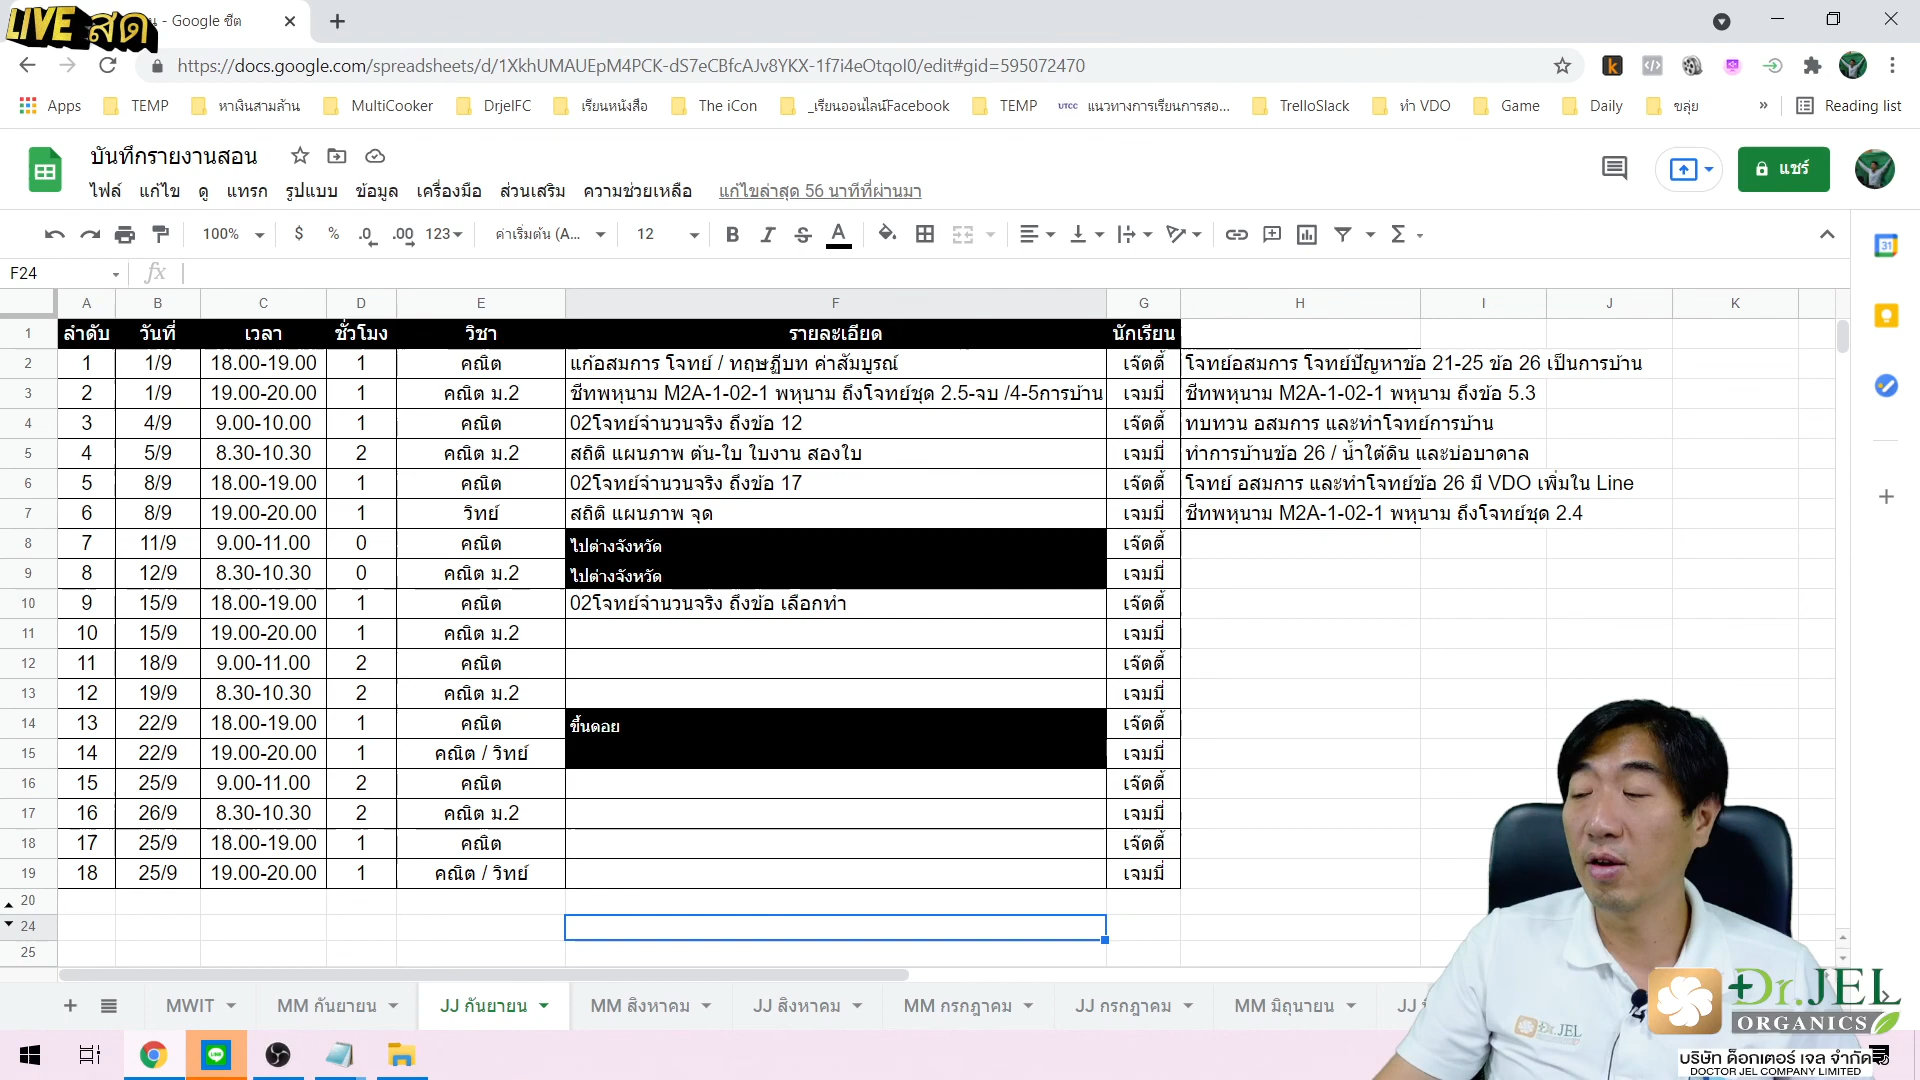 LIVE สด
- Google ชีต
https://docs.google.com/spreadsheets/d/1XkhUMAUEpM4PCK-dS7eCBfcAJv8YKX-1f7i4eOtqoI0/edit#gid=595072470
Apps TEMP หาเงินสามล้าน MultiCooker DrjelFC เรียนหนังสือ The iCon _เรียนออนไลน์Facebook TEMP UTCC แนวทางการเรียนการสอ... TrelloSlack ทำ VDO Game Daily ขลุ่ย » Reading list
บันทึกรายงานสอน
ไฟล์ แก้ไข ดู แทรก รูปแบบ ข้อมูล เครื่องมือ ส่วนเสริม ความช่วยเหลือ แก้ไขล่าสุด 56 นาทีที่ผ่านมา
แชร์
100% $ % .0 .00 123 ค่าเริ่มต้น (A... 12 B I S A Σ
31
F24 fx
A B C D E F G H I J K
1 ลำดับ วันที่ เวลา ชั่วโมง วิชา รายละเอียด นักเรียน
2 1 1/9 18.00-19.00 1 คณิต แก้อสมการ โจทย์ / ทฤษฏีบท ค่าสัมบูรณ์ เจ๊ตตี้ โจทย์อสมการ โจทย์ปัญหาข้อ 21-25 ข้อ 26 เป็นการบ้าน
3 2 1/9 19.00-20.00 1 คณิต ม.2 ชีทพหุนาม M2A-1-02-1 พหุนาม ถึงโจทย์ชุด 2.5-จบ /4-5การบ้าน เจมมี่ ชีทพหุนาม M2A-1-02-1 พหุนาม ถึงข้อ 5.3
4 3 4/9 9.00-10.00 1 คณิต 02โจทย์จำนวนจริง ถึงข้อ 12 เจ๊ตตี้ ทบทวน อสมการ และทำโจทย์การบ้าน
5 4 5/9 8.30-10.30 2 คณิต ม.2 สถิติ แผนภาพ ต้น-ใบ ใบงาน สองใบ เจมมี่ ทำการบ้านข้อ 26 / น้ำใต้ดิน และบ่อบาดาล
6 5 8/9 18.00-19.00 1 คณิต 02โจทย์จำนวนจริง ถึงข้อ 17 เจ๊ตตี้ โจทย์ อสมการ และทำโจทย์ข้อ 26 มี VDO เพิ่มใน Line
7 6 8/9 19.00-20.00 1 วิทย์ สถิติ แผนภาพ จุด เจมมี่ ชีทพหุนาม M2A-1-02-1 พหุนาม ถึงโจทย์ชุด 2.4
8 7 11/9 9.00-11.00 0 คณิต ไปต่างจังหวัด เจ๊ตตี้
9 8 12/9 8.30-10.30 0 คณิต ม.2 ไปต่างจังหวัด เจมมี่
10 9 15/9 18.00-19.00 1 คณิต 02โจทย์จำนวนจริง ถึงข้อ เลือกทำ เจ๊ตตี้
11 10 15/9 19.00-20.00 1 คณิต ม.2 เจมมี่
12 11 18/9 9.00-11.00 2 คณิต เจ๊ตตี้
13 12 19/9 8.30-10.30 2 คณิต ม.2 เจมมี่
14 13 22/9 18.00-19.00 1 คณิต ขึ้นดอย เจ๊ตตี้
15 14 22/9 19.00-20.00 1 คณิต / วิทย์ เจมมี่
16 15 25/9 9.00-11.00 2 คณิต เจ๊ตตี้
17 16 26/9 8.30-10.30 2 คณิต ม.2 เจมมี่
18 17 25/9 18.00-19.00 1 คณิต เจ๊ตตี้
19 18 25/9 19.00-20.00 1 คณิต / วิทย์ เจมมี่
20
24
25
MWIT MM กันยายน JJ กันยายน MM สิงหาคม JJ สิงหาคม MM กรกฎาคม JJ กรกฎาคม MM มิถุนายน JJ
Dr.JEL
Dr.JEL
ORGANICS
บริษัท ด็อกเตอร์ เจล จำกัด
DOCTOR JEL COMPANY LIMITED